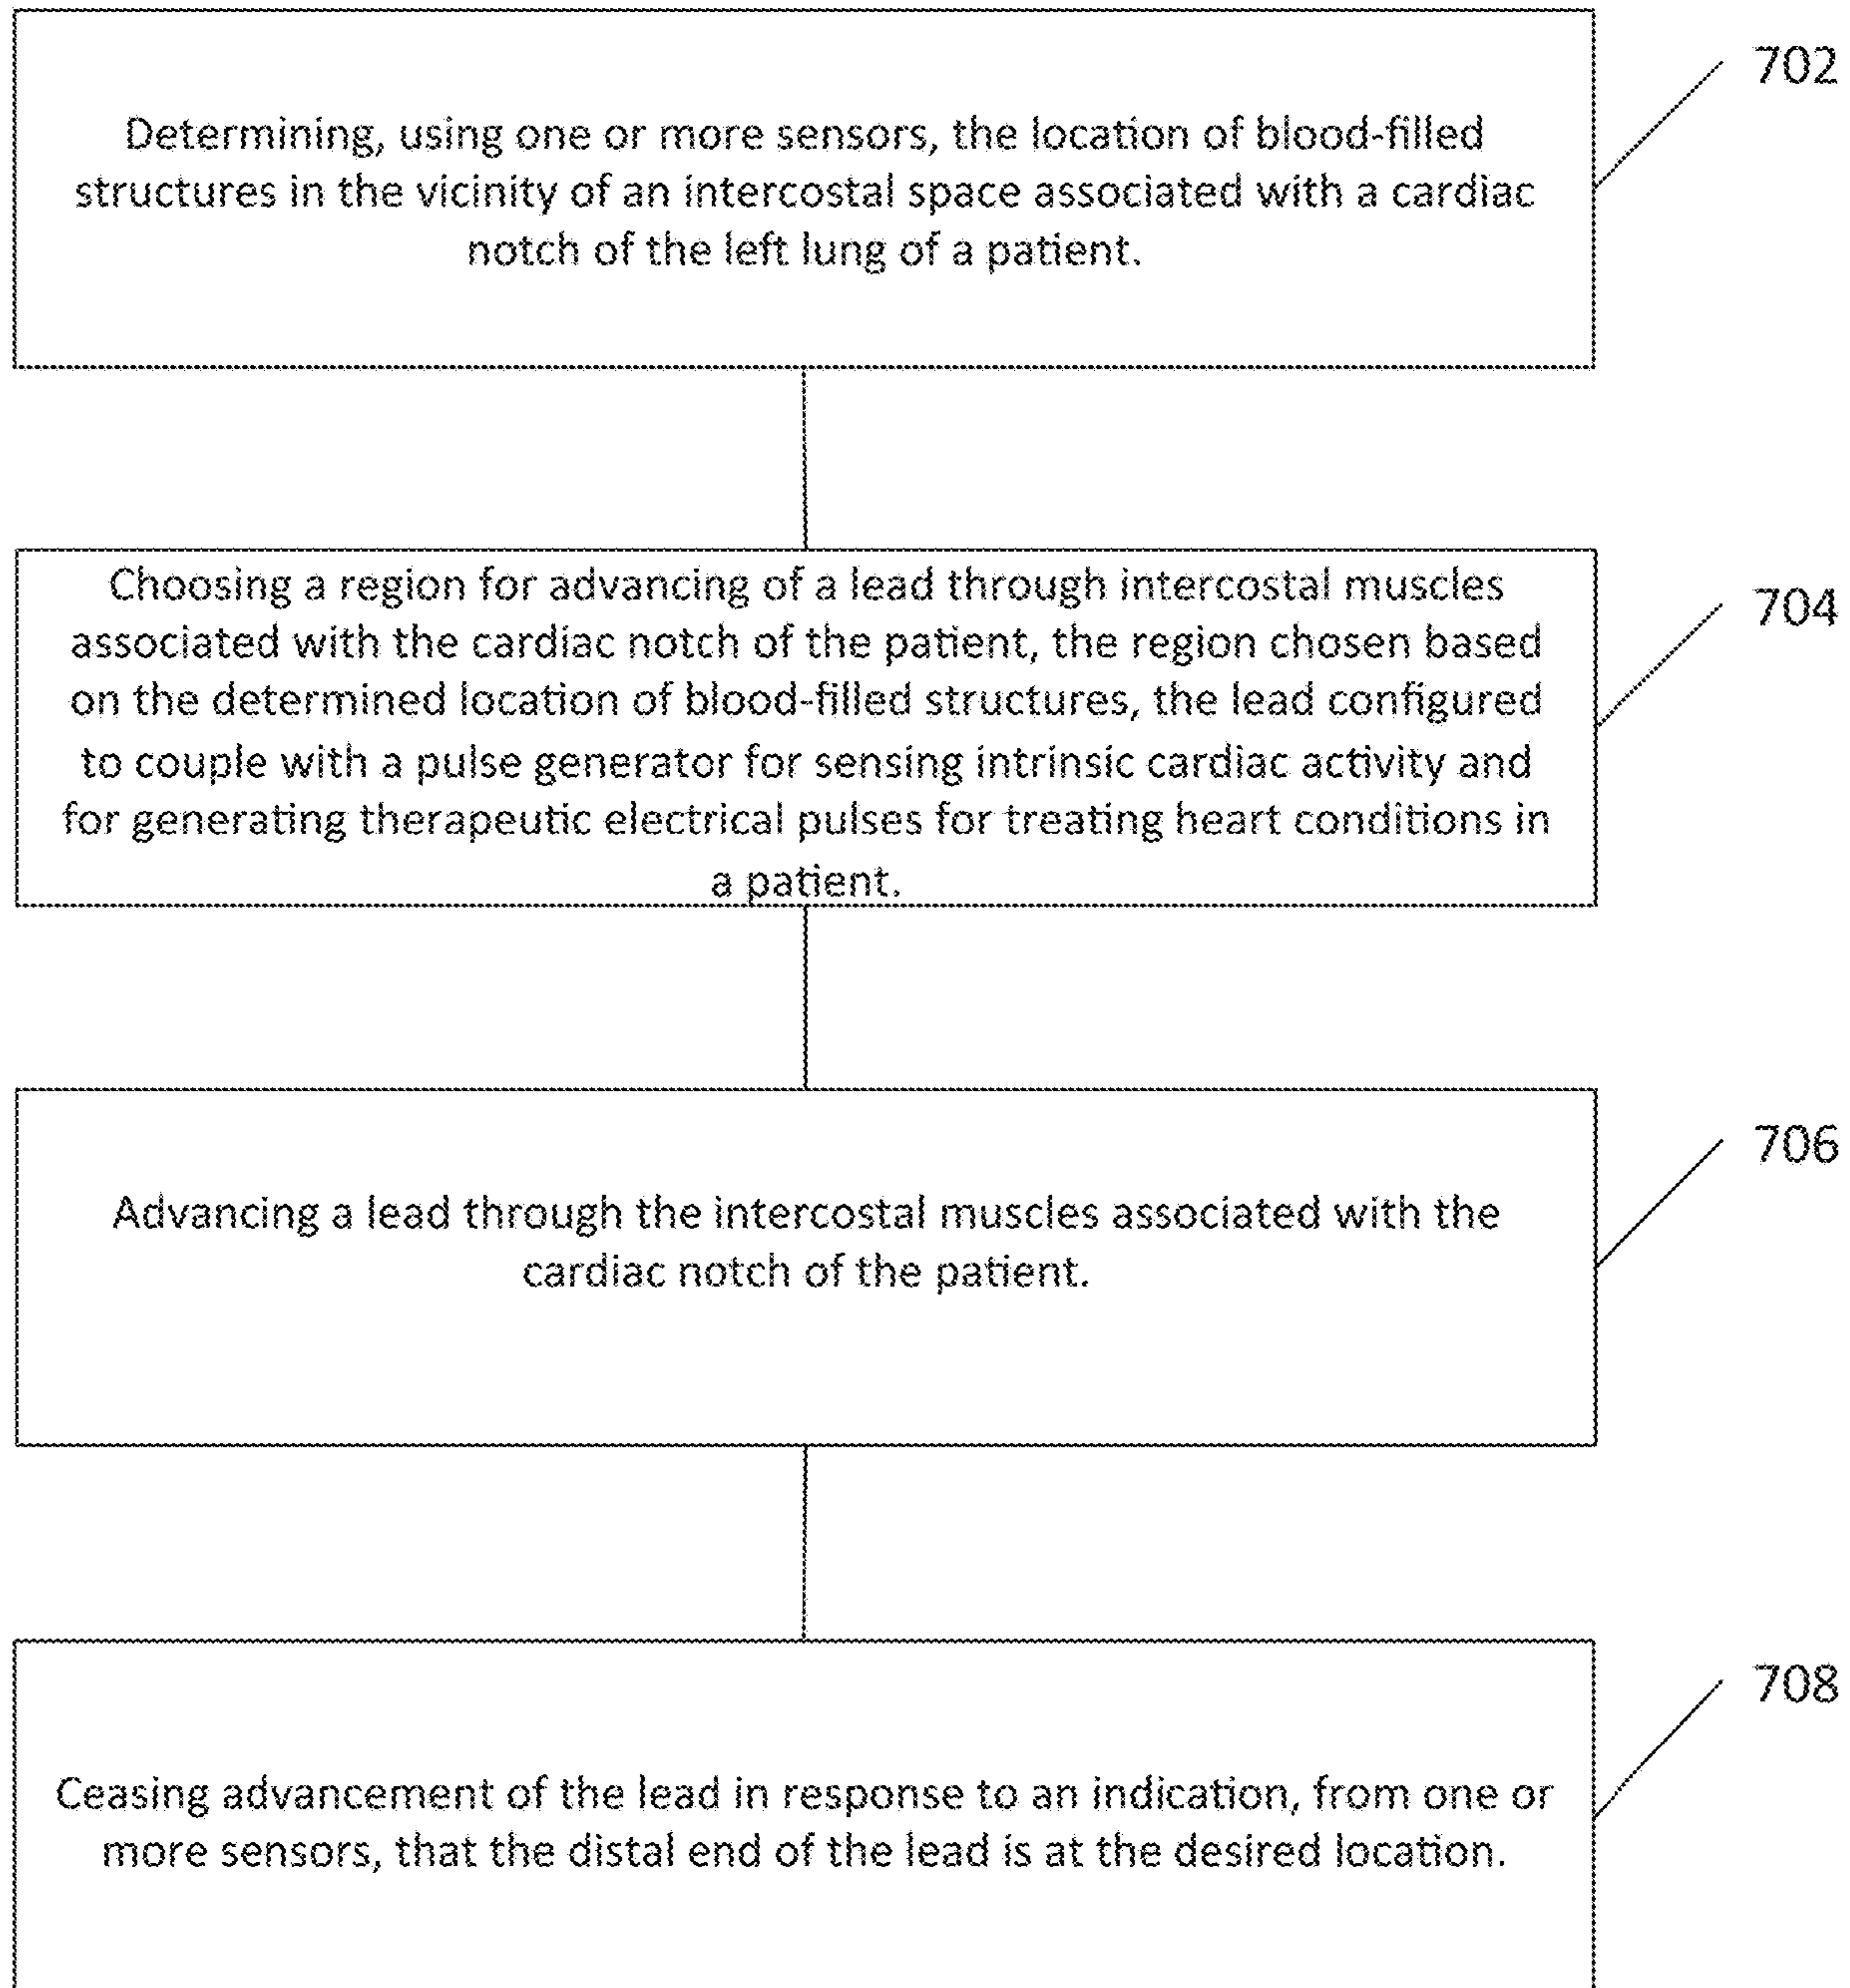 Determining, using one or more sensors, the location of blood-filled
structures in the vicinity of an intercostal space associated with a cardiac
notch of the left lung of a patient.
702
Choosing a region for advancing of a lead through intercostal muscles
associated with the cardiac notch of the patient, the region chosen based
on the determined location of blood-filled structures, the lead configured
to couple with a pulse generator for sensing intrinsic cardiac activity and
for generating therapeutic electrical pulses for treating heart conditions in
a patient.
704
Advancing a lead through the intercostal muscles associated with the
cardiac notch of the patient.
706
Ceasing advancement of the lead in response to an indication, from one or
more sensors, that the distal end of the lead is at the desired location.
708